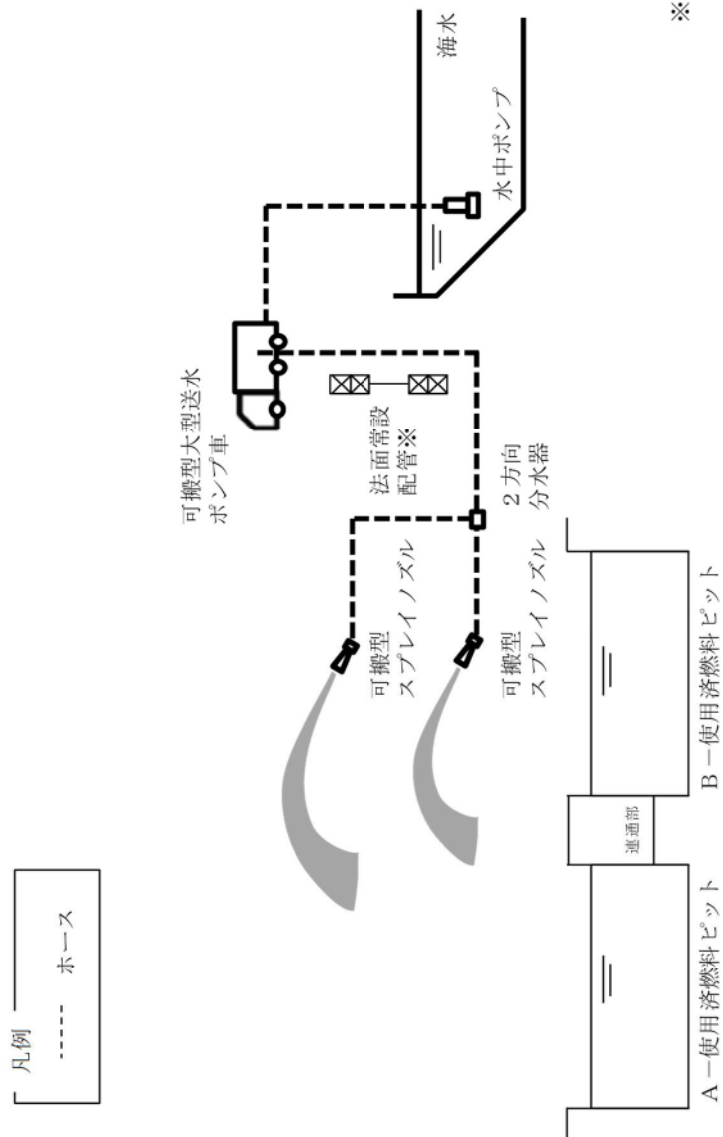 凡例
ホース
可搬型大型送水
ポンプ車
海水
水中ポンプ
法面常設
配管※
2方向
分水器
可搬型
スプレイノズル
可搬型
スプレイノズル
A－使用済燃料ピット
連通部
B－使用済燃料ピット
※